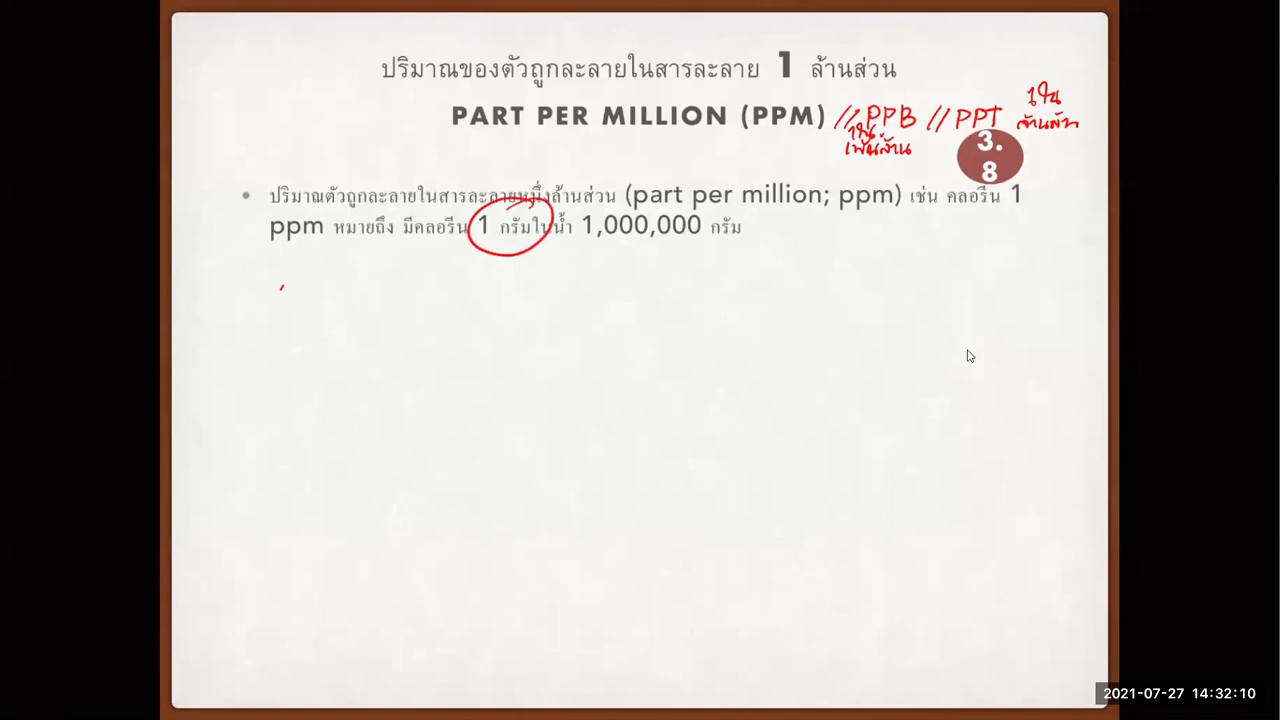 ปริมาณของตัวถูกละลายในสารละลาย 1 ล้านส่วน
PART PER MILLION (PPM) // PPB // PPT 1 ใน
ล้านล้าน
1 ใน
พันล้าน
3.
8
• ปริมาณตัวถูกละลายในสารละลายหนึ่งล้านส่วน (part per million; ppm) เช่น คลอรีน 1
ppm หมายถึง มีคลอรีน 1 กรัมในน้ำ 1,000,000 กรัม
2021-07-27 14:32:10